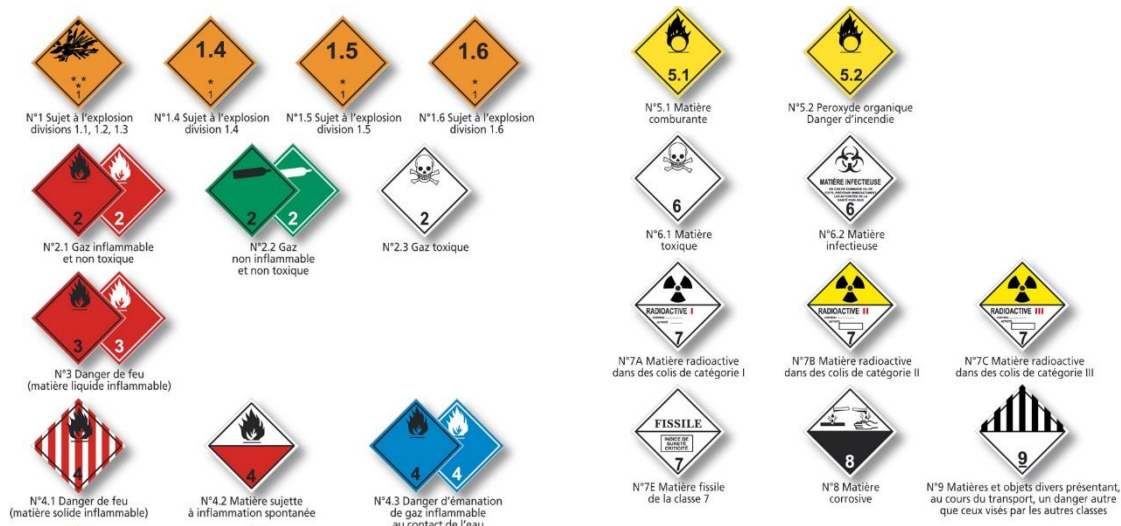 1
N°1 Sujet à l'explosion
divisions 1.1, 1.2, 1.3
1.4
1
N°1.4 Sujet à l'explosion
division 1.4
1.5
1
N°1.5 Sujet à l'explosion
division 1.5
1.6
1
N°1.6 Sujet à l'explosion
division 1.6
2
2
N°2.1 Gaz inflammable
et non toxique
2
2
N°2.2 Gaz
non inflammable
et non toxique
2
N°2.3 Gaz toxique
3
3
N°3 Danger de feu
(matière liquide inflammable)
4
N°4.1 Danger de feu
(matière solide inflammable)
4
N°4.2 Matière sujette
à inflammation spontanée
4
4
N°4.3 Danger d'émanation
de gaz inflammable
au contact de l'eau
5.1
N°5.1 Matière
comburante
5.2
N°5.2 Peroxyde organique
Danger d'incendie
6
N°6.1 Matière
toxique
MATIÈRE INFECTIEUSE
6
N°6.2 Matière
infectieuse
RADIOACTIVE I
7
N°7A Matière radioactive
dans des colis de catégorie I
RADIOACTIVE II
7
N°7B Matière radioactive
dans des colis de catégorie II
RADIOACTIVE III
7
N°7C Matière radioactive
dans des colis de catégorie III
FISSILE
INDICE DE
SURETÉ
CRITICITÉ
7
N°7E Matière fissile
de la classe 7
8
N°8 Matière
corrosive
9
N°9 Matières et objets divers présentant,
au cours du transport, un danger autre
que ceux visés par les autres classes